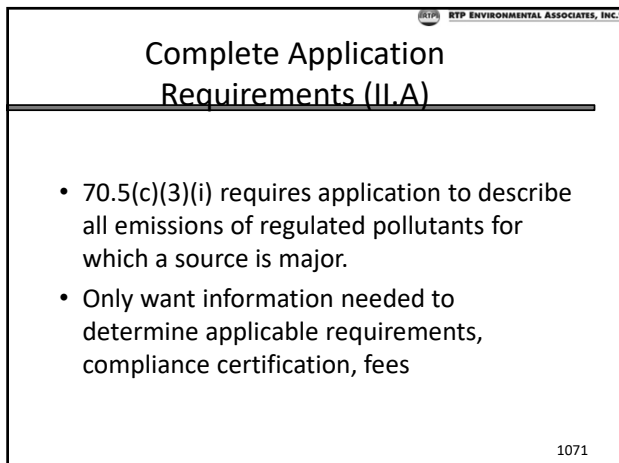 RTP RTP ENVIRONMENTAL ASSOCIATES, INC.
Complete Application
Requirements (II.A)
• 70.5(c)(3)(i) requires application to describe
all emissions of regulated pollutants for
which a source is major.
• Only want information needed to
determine applicable requirements,
compliance certification, fees
1071